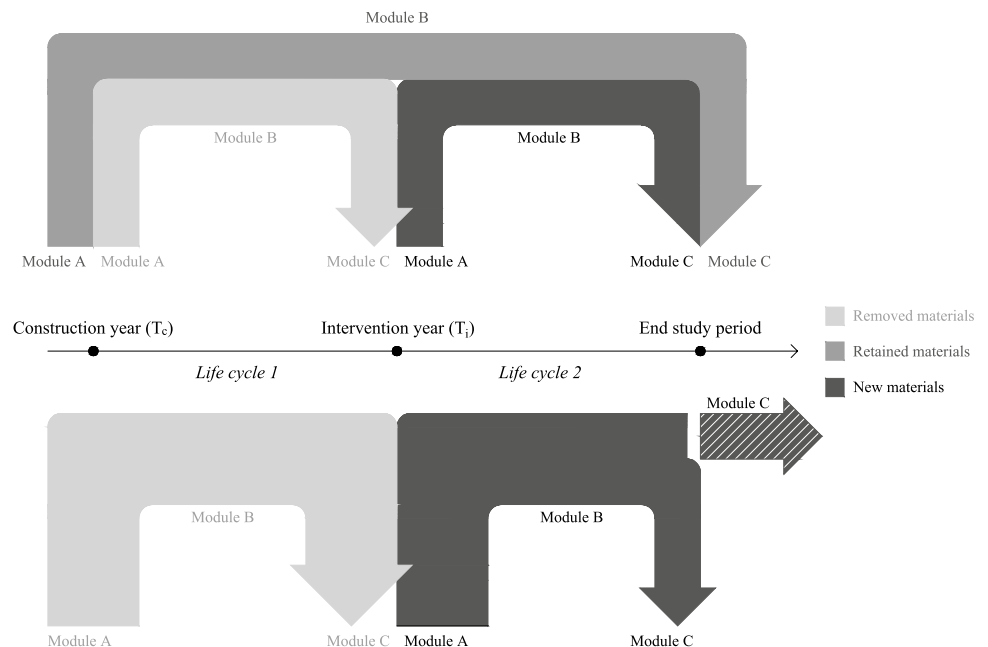 Module B
Module B
Module B
Module A
Module A
Module C
Module A
Module C
Module C
Construction year (Tc)
Intervention year (Ti)
End study period
Life cycle 1
Life cycle 2
Removed materials
Retained materials
New materials
Module C
Module B
Module B
Module A
Module C
Module A
Module C